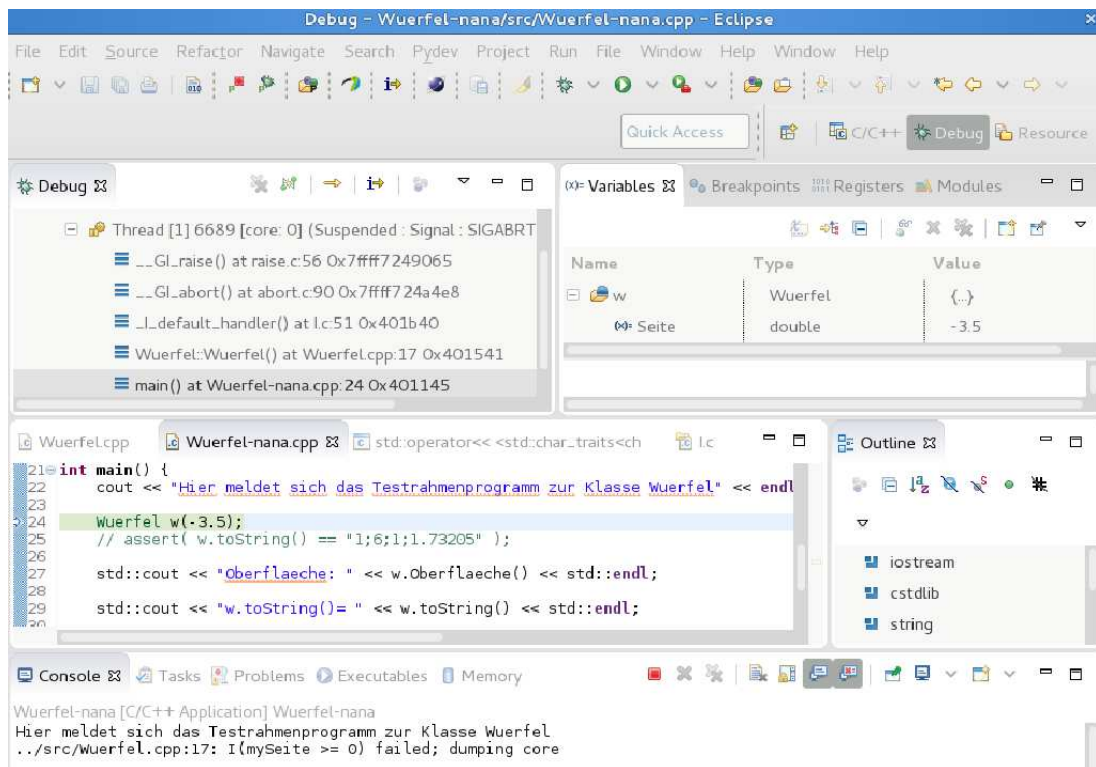 Debug - Wuerfel-nana/src/Wuerfel-nana.cpp - Eclipse
File Edit Source Refactor Navigate Search Pydev Project Run File Window Help Window Help
Quick Access C/C++ Debug Resource
Debug
Thread [1] 6689 [core: 0] (Suspended : Signal : SIGABRT
__GI_raise() at raise.c:56 0x7ffff7249065
__GI_abort() at abort.c:90 0x7ffff724a4e8
_I_default_handler() at I.c:51 0x401b40
Wuerfel::Wuerfel() at Wuerfel.cpp:17 0x401541
main() at Wuerfel-nana.cpp:24 0x401145
(x)= Variables Breakpoints Registers Modules
Name Type Value
w Wuerfel {...}
(x)= Seite double -3.5
Wuerfel.cpp Wuerfel-nana.cpp std::operator<< <std::char_traits<ch I.c
21 int main() {
22 cout << "Hier meldet sich das Testrahmenprogramm zur Klasse Wuerfel" << endl
23
24 Wuerfel w(-3.5);
25 // assert( w.toString() == "1;6;1;1.73205" );
26
27 std::cout << "Oberflaeche: " << w.Oberflaeche() << std::endl;
28
29 std::cout << "w.toString()= " << w.toString() << std::endl;
30
Outline
iostream
cstdlib
string
Console Tasks Problems Executables Memory
Wuerfel-nana [C/C++ Application] Wuerfel-nana
Hier meldet sich das Testrahmenprogramm zur Klasse Wuerfel
../src/Wuerfel.cpp:17: I(mySeite >= 0) failed; dumping core